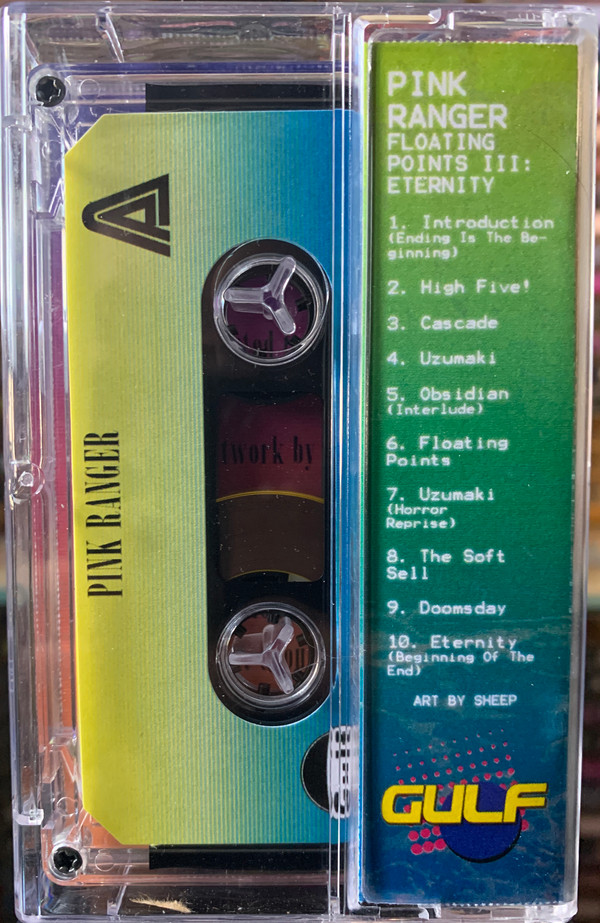 A
PINK RANGER
twork by
Gulf
PINK
RANGER
FLOATING
POINTS III:
ETERNITY
1. Introduction
(Ending Is The Be-
ginning)
2. High Five!
3. Cascade
4. Uzumaki
5. Obsidian
(Interlude)
6. Floating
Points
7. Uzumaki
(Horror
Reprise)
8. The Soft
Sell
9. Doomsday
10. Eternity
(Beginning Of The
End)
ART BY SHEEP
GULF